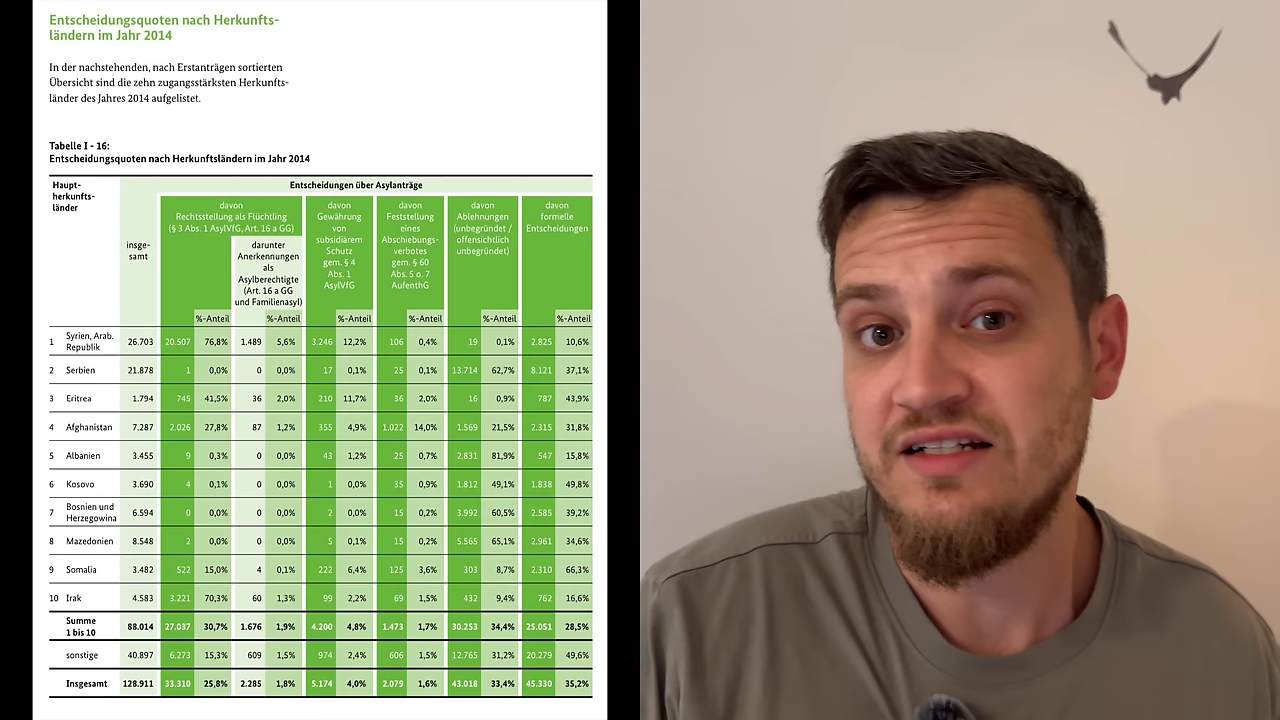 Entscheidungsquoten nach Herkunfts-
ländern im Jahr 2014
In der nachstehenden, nach Erstanträgen sortierten
Übersicht sind die zehn zugangsstärksten Herkunfts-
länder des Jahres 2014 aufgelistet.
Tabelle I - 16:
Entscheidungsquoten nach Herkunftsländern im Jahr 2014
Haupt-
herkunfts-
länder
Entscheidungen über Asylanträge
insge-
samt
davon
Rechtsstellung als Flüchtling
(§ 3 Abs. 1 AsylVfG, Art. 16 a GG)
darunter
Anerkennungen
als
Asylberechtigte
(Art. 16 a GG
und Familienasyl)
davon
Gewährung
von
subsidiärem
Schutz
gem. § 4
Abs. 1
AsylVfG
davon
Feststellung
eines
Abschiebungs-
verbotes
gem. § 60
Abs. 5 o. 7
AufenthG
davon
Ablehnungen
(unbegründet /
offensichtlich
unbegründet)
davon
formelle
Entscheidungen
%-Anteil %-Anteil %-Anteil %-Anteil %-Anteil %-Anteil
1 Syrien, Arab.
Republik 26.703 20.507 76,8% 1.489 5,6% 3.246 12,2% 106 0,4% 19 0,1% 2.825 10,6%
2 Serbien 21.878 1 0,0% 0 0,0% 17 0,1% 25 0,1% 13.714 62,7% 8.121 37,1%
3 Eritrea 1.794 745 41,5% 36 2,0% 210 11,7% 36 2,0% 16 0,9% 787 43,9%
4 Afghanistan 7.287 2.026 27,8% 87 1,2% 355 4,9% 1.022 14,0% 1.569 21,5% 2.315 31,8%
5 Albanien 3.455 9 0,3% 0 0,0% 43 1,2% 25 0,7% 2.831 81,9% 547 15,8%
6 Kosovo 3.690 4 0,1% 0 0,0% 1 0,0% 35 0,9% 1.812 49,1% 1.838 49,8%
7 Bosnien und
Herzegowina 6.594 0 0,0% 0 0,0% 2 0,0% 15 0,2% 3.992 60,5% 2.585 39,2%
8 Mazedonien 8.548 2 0,0% 0 0,0% 5 0,1% 15 0,2% 5.565 65,1% 2.961 34,6%
9 Somalia 3.482 522 15,0% 4 0,1% 222 6,4% 125 3,6% 303 8,7% 2.310 66,3%
10 Irak 4.583 3.221 70,3% 60 1,3% 99 2,2% 69 1,5% 432 9,4% 762 16,6%
Summe
1 bis 10 88.014 27.037 30,7% 1.676 1,9% 4.200 4,8% 1.473 1,7% 30.253 34,4% 25.051 28,5%
sonstige 40.897 6.273 15,3% 609 1,5% 974 2,4% 606 1,5% 12.765 31,2% 20.279 49,6%
Insgesamt 128.911 33.310 25,8% 2.285 1,8% 5.174 4,0% 2.079 1,6% 43.018 33,4% 45.330 35,2%